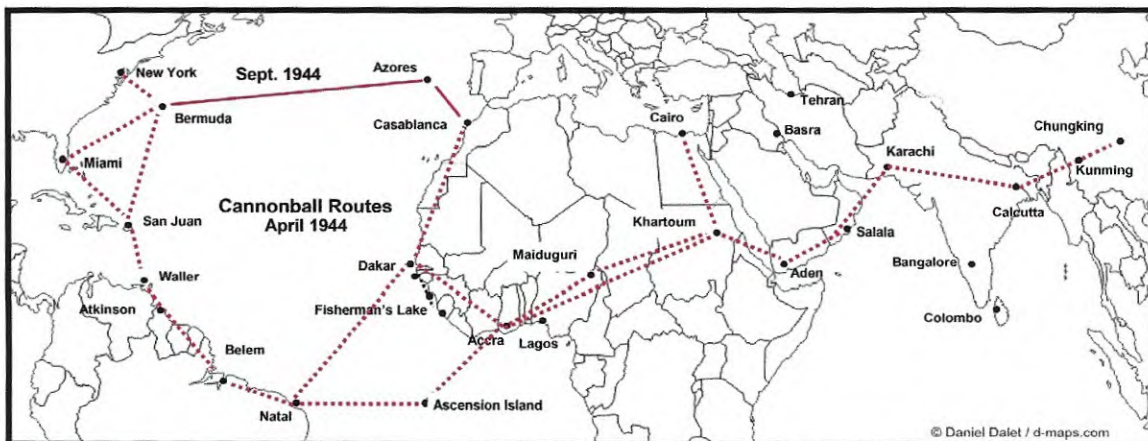 New York
Sept. 1944
Azores
Bermuda
Casablanca
Tehran
Cairo
Basra
Chungking
Miami
Karachi
Kunming
San Juan
Cannonball Routes
April 1944
Calcutta
Khartoum
Salala
Maiduguri
Dakar
Waller
Aden
Bangalore
Atkinson
Fisherman's Lake
Colombo
Accra
Lagos
Belem
Natal
Ascension Island
© Daniel Dalet / d-maps.com